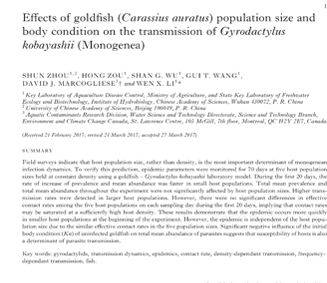 1
Effects of goldfish (Carassius auratus) population size and
body condition on the transmission of Gyrodactylus
kobayashii (Monogenea)
SHUN ZHOU¹,², HONG ZOU¹, SHAN G. WU¹, GUI T. WANG¹,
DAVID J. MARCOGLIESE³† and WEN X. LI¹*
¹ Key Laboratory of Aquaculture Disease Control, Ministry of Agriculture, and State Key Laboratory of Freshwater
Ecology and Biotechnology, Institute of Hydrobiology, Chinese Academy of Sciences, Wuhan 430072, P. R. China
² University of Chinese Academy of Sciences, Beijing 100049, P. R. China
³ Aquatic Contaminants Research Division, Water Science and Technology Directorate, Science and Technology Branch,
Environment and Climate Change Canada, St. Lawrence Centre, 105 McGill, 7th floor, Montreal, QC H2Y 2E7, Canada
(Received 21 February 2017; revised 24 March 2017; accepted 27 March 2017)
SUMMARY
Field surveys indicate that host population size, rather than density, is the most important determinant of monogenean
infection dynamics. To verify this prediction, epidemic parameters were monitored for 70 days at five host population
sizes held at constant density using a goldfish – Gyrodactylus kobayashii laboratory model. During the first 20 days, the
rate of increase of prevalence and mean abundance was faster in small host populations. Total mean prevalence and
total mean abundance throughout the experiment were not significantly affected by host population sizes. Higher trans-
mission rates were detected in larger host populations. However, there were no significant differences in effective
contact rates among the five host populations on each sampling day during the first 20 days, implying that contact rates
may be saturated at a sufficiently high host density. These results demonstrate that the epidemic occurs more quickly
in smaller host populations at the beginning of the experiment. However, the epidemic is independent of the host popu-
lation size due to the similar effective contact rates in the five population sizes. Significant negative influence of the initial
body condition (Kn) of uninfected goldfish on total mean abundance of parasites suggests that susceptibility of hosts is also
a determinant of parasite transmission.
Key words: gyrodactylids, transmission dynamics, epidemics, contact rate, density-dependent transmission, frequency-
dependent transmission, fish.